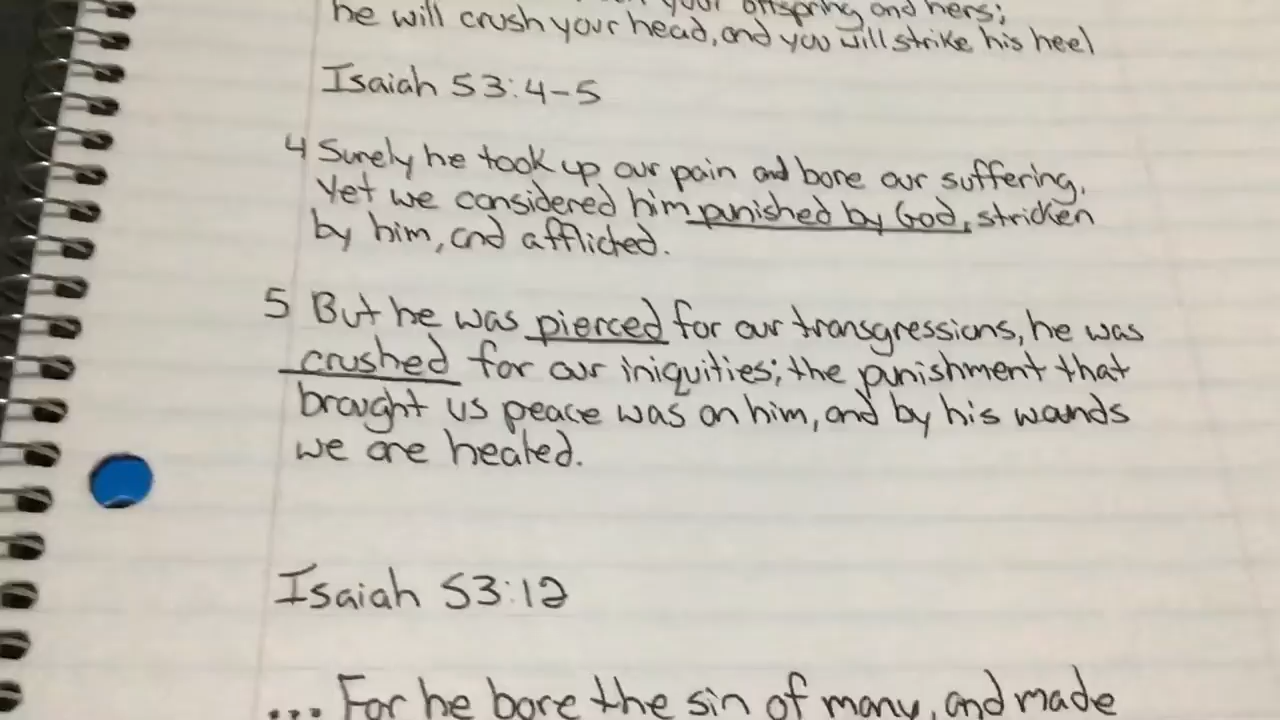 your offspring and hers;
he will crush your head, and you will strike his heel
Isaiah 53:4-5
4 Surely he took up our pain and bore our suffering,
Yet we considered him punished by God, stricken
by him, and afflicted.
5 But he was pierced for our transgressions, he was
crushed for our iniquities; the punishment that
brought us peace was on him, and by his wounds
we are healed.
Isaiah 53:12
... For he bore the sin of many, and made